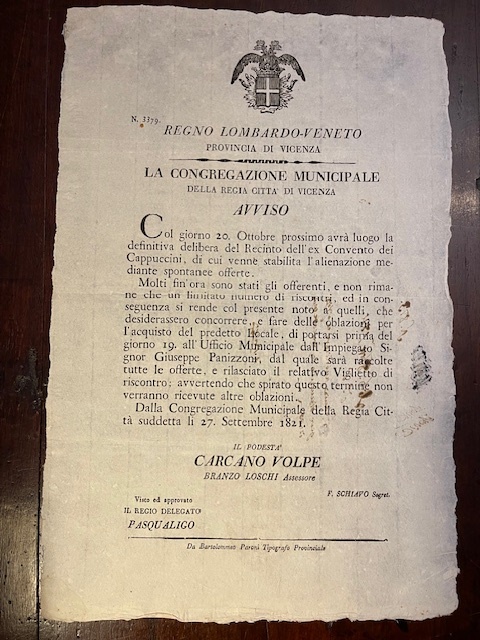 N. 3379.
REGNO LOMBARDO-VENETO
PROVINCIA DI VICENZA
LA CONGREGAZIONE MUNICIPALE
DELLA REGIA CITTA' DI VICENZA
AVVISO
Col giorno 20. Ottobre prossimo avrà luogo la
definitiva delibera del Recinto dell'ex Convento dei
Cappuccini, di cui venne stabilita l'alienazione me-
diante spontanee offerte.
Molti fin'ora sono stati gli offerenti, e non rima-
ne che un limitato numero di riscontri, ed in con-
seguenza si rende col presente noto a quelli, che
desiderassero concorrere, e fare delle oblazioni per
l'acquisto del predetto Locale, di portarsi prima del
giorno 19. all'Uffizio Municipale dall'Impiegato Si-
gnor Giuseppe Panizzoni, dal quale sarà raccolte
tutte le offerte, e rilasciato il relativo Viglietto di
riscontro; avvertendo che spirato questo termine non
verranno ricevute altre oblazioni.
Dalla Congregazione Municipale della Regia Cit-
tà suddetta li 27. Settembre 1821.
IL PODESTA'
CARCANO VOLPE
BRANZO LOSCHI Assessore
F. SCHIAVO Segret.
Visto ed approvato
IL REGIO DELEGATO
PASQUALIGO
Da Bartolommeo Paroni Tipografo Provinciale